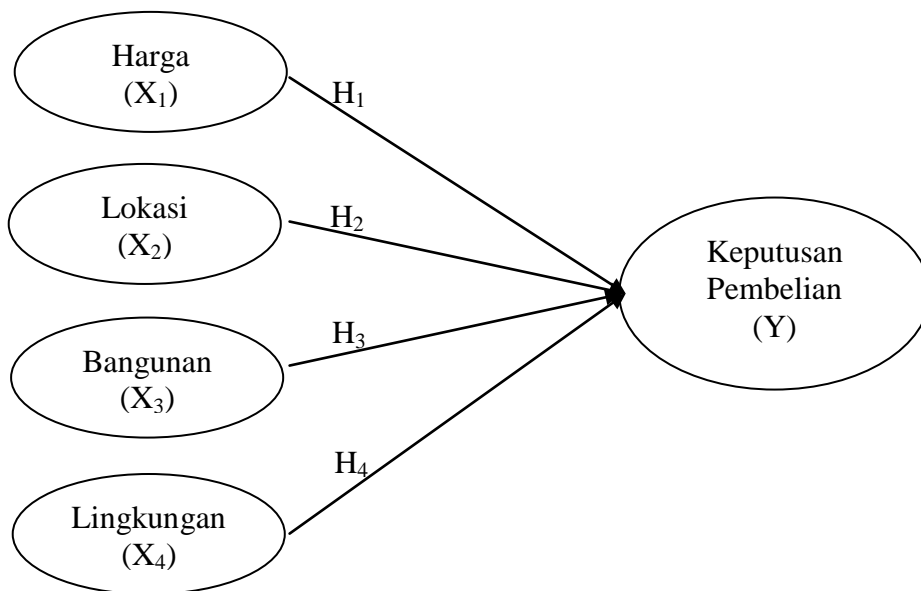 Harga
(X₁)
H₁
Lokasi
(X₂)
H₂
Keputusan
Pembelian
(Y)
Bangunan
(X₃)
H₃
Lingkungan
(X₄)
H₄